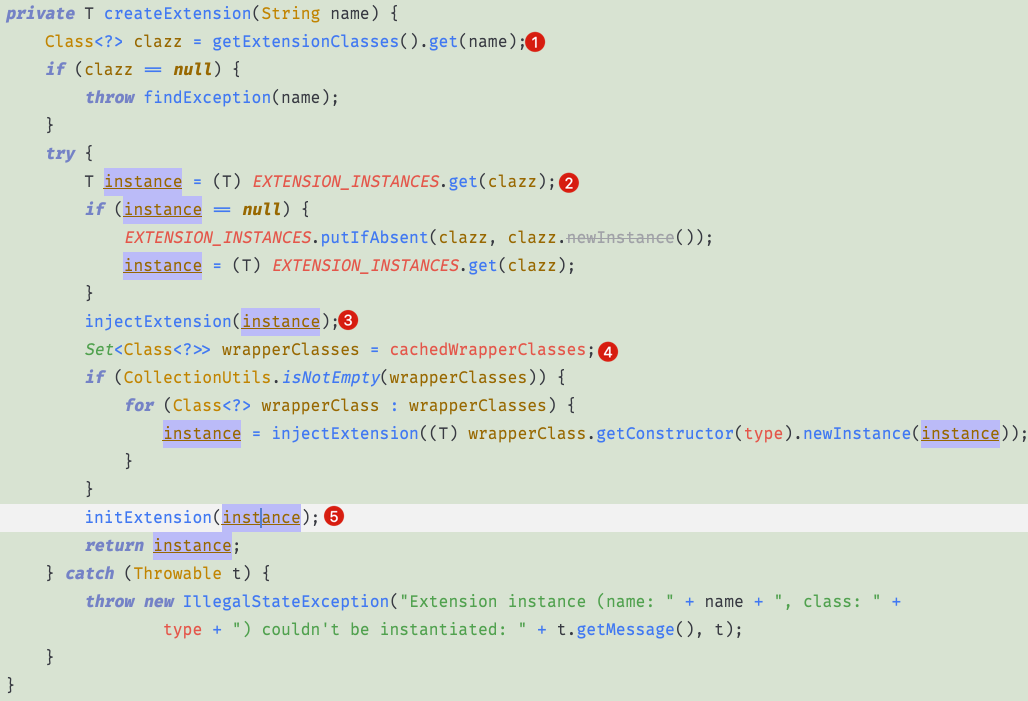 private T createExtension(String name) {
    Class<?> clazz = getExtensionClasses().get(name);1
    if (clazz == null) {
        throw findException(name);
    }
    try {
        T instance = (T) EXTENSION_INSTANCES.get(clazz);2
        if (instance == null) {
            EXTENSION_INSTANCES.putIfAbsent(clazz, clazz.newInstance());
            instance = (T) EXTENSION_INSTANCES.get(clazz);
        }
        injectExtension(instance);3
        Set<Class<?>> wrapperClasses = cachedWrapperClasses;4
        if (CollectionUtils.isNotEmpty(wrapperClasses)) {
            for (Class<?> wrapperClass : wrapperClasses) {
                instance = injectExtension((T) wrapperClass.getConstructor(type).newInstance(instance));
            }
        }
        initExtension(instance);5
        return instance;
    } catch (Throwable t) {
        throw new IllegalStateException("Extension instance (name: " + name + ", class: " +
                type + ") couldn't be instantiated: " + t.getMessage(), t);
    }
}